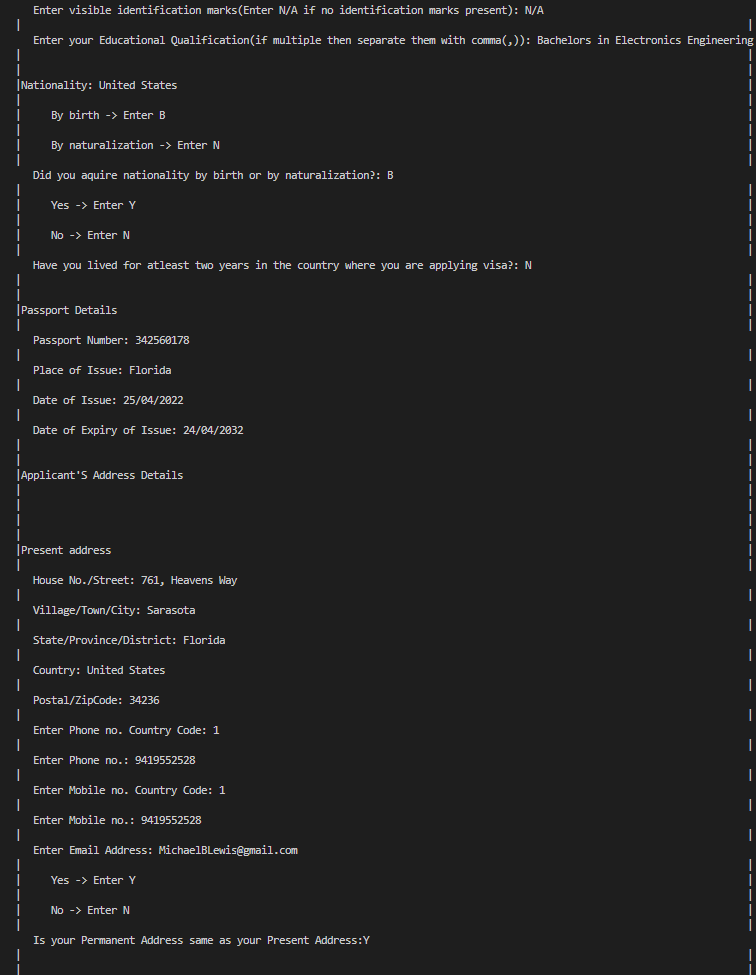 Enter visible identification marks(Enter N/A if no identification marks present): N/A
Enter your Educational Qualification(if multiple then separate them with comma(,)): Bachelors in Electronics Engineering
Nationality: United States
By birth -> Enter B
By naturalization -> Enter N
Did you aquire nationality by birth or by naturalization?: B
Yes -> Enter Y
No -> Enter N
Have you lived for atleast two years in the country where you are applying visa?: N
Passport Details
Passport Number: 342560178
Place of Issue: Florida
Date of Issue: 25/04/2022
Date of Expiry of Issue: 24/04/2032
Applicant'S Address Details
Present address
House No./Street: 761, Heavens Way
Village/Town/City: Sarasota
State/Province/District: Florida
Country: United States
Postal/ZipCode: 34236
Enter Phone no. Country Code: 1
Enter Phone no.: 9419552528
Enter Mobile no. Country Code: 1
Enter Mobile no.: 9419552528
Enter Email Address: MichaelBLewis@gmail.com
Yes -> Enter Y
No -> Enter N
Is your Permanent Address same as your Present Address:Y